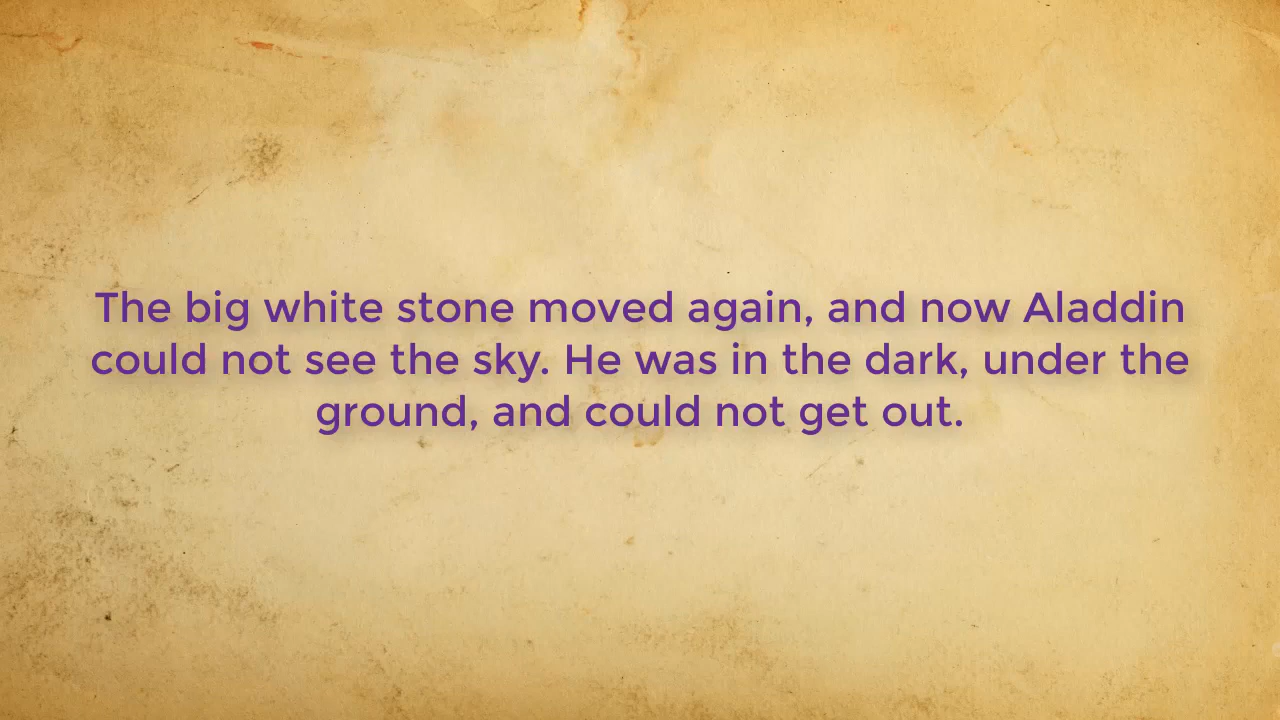 The big white stone moved again, and now Aladdin
could not see the sky. He was in the dark, under the
ground, and could not get out.